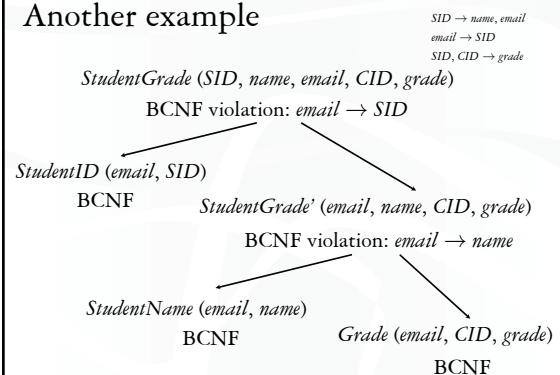 Another example
SID → name, email
email → SID
SID, CID → grade
StudentGrade (SID, name, email, CID, grade)
BCNF violation: email → SID
StudentID (email, SID)
BCNF
StudentGrade’ (email, name, CID, grade)
BCNF violation: email → name
StudentName (email, name)
BCNF
Grade (email, CID, grade)
BCNF